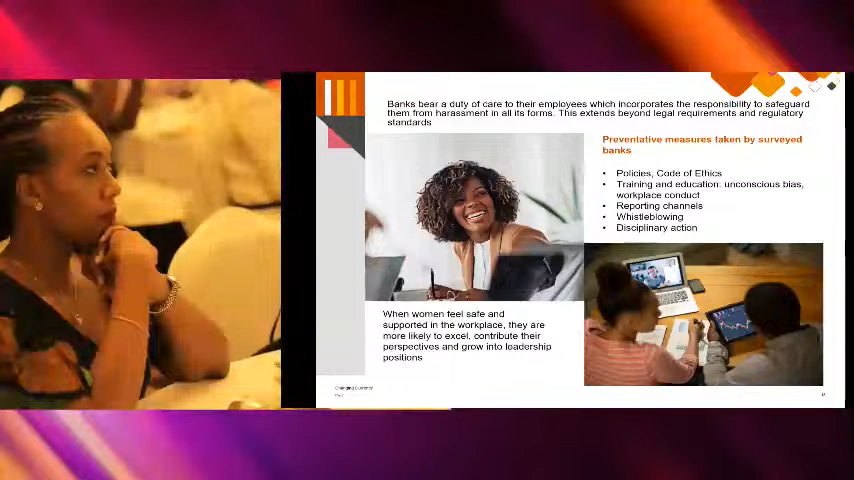 Banks bear a duty of care to their employees which incorporates the responsibility to safeguard
them from harassment in all its forms. This extends beyond legal requirements and regulatory
standards
Preventative measures taken by surveyed
banks
• Policies, Code of Ethics
• Training and education: unconscious bias,
workplace conduct
• Reporting channels
• Whistleblowing
• Disciplinary action
When women feel safe and
supported in the workplace, they are
more likely to excel, contribute their
perspectives and grow into leadership
positions
Changing Currency